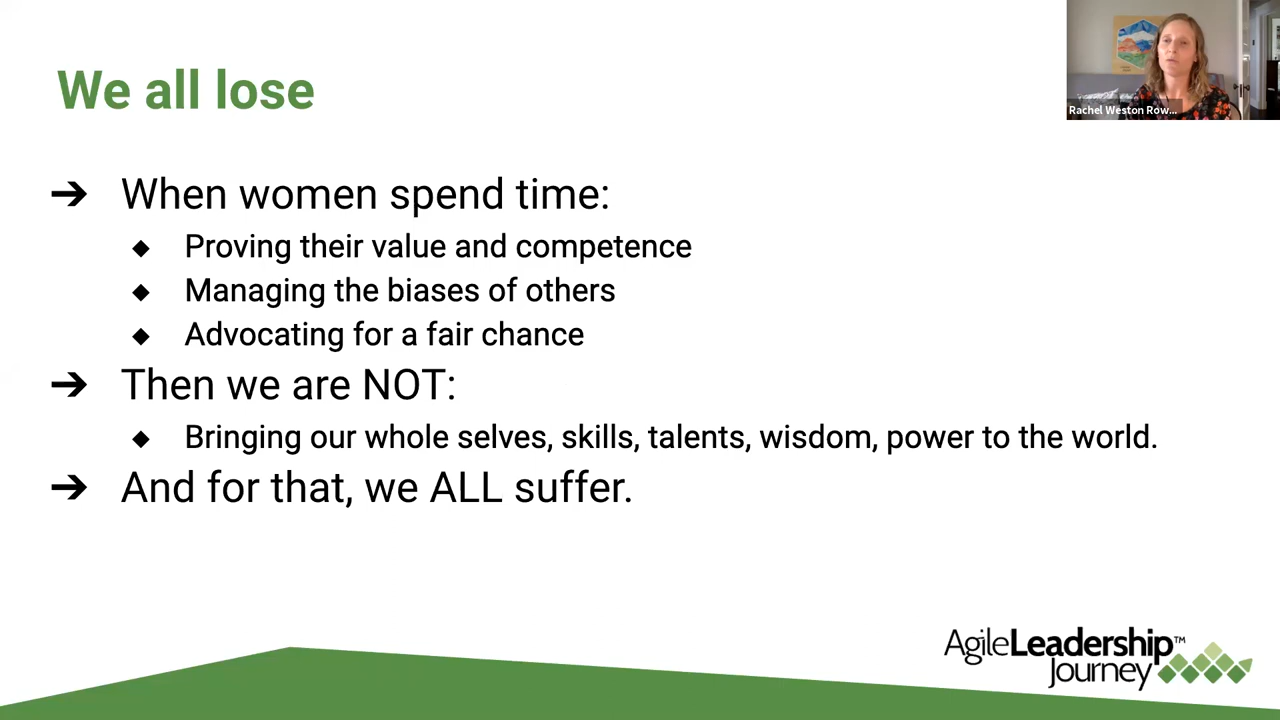 We all lose
Rachel Weston Row...
➔ When women spend time:
◆ Proving their value and competence
◆ Managing the biases of others
◆ Advocating for a fair chance
➔ Then we are NOT:
◆ Bringing our whole selves, skills, talents, wisdom, power to the world.
➔ And for that, we ALL suffer.
AgileLeadership™
Journey